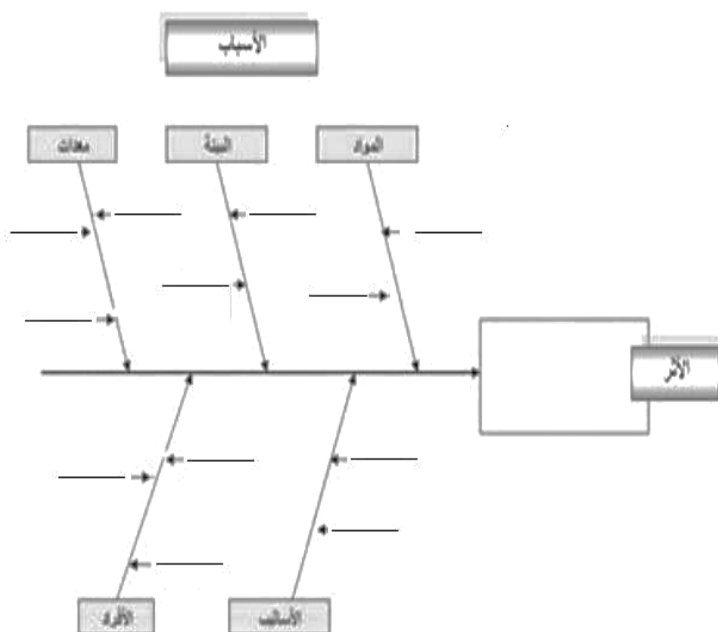 الأسباب
المواد
البيئة
معدات
الأثر
الأساليب
الأفراد